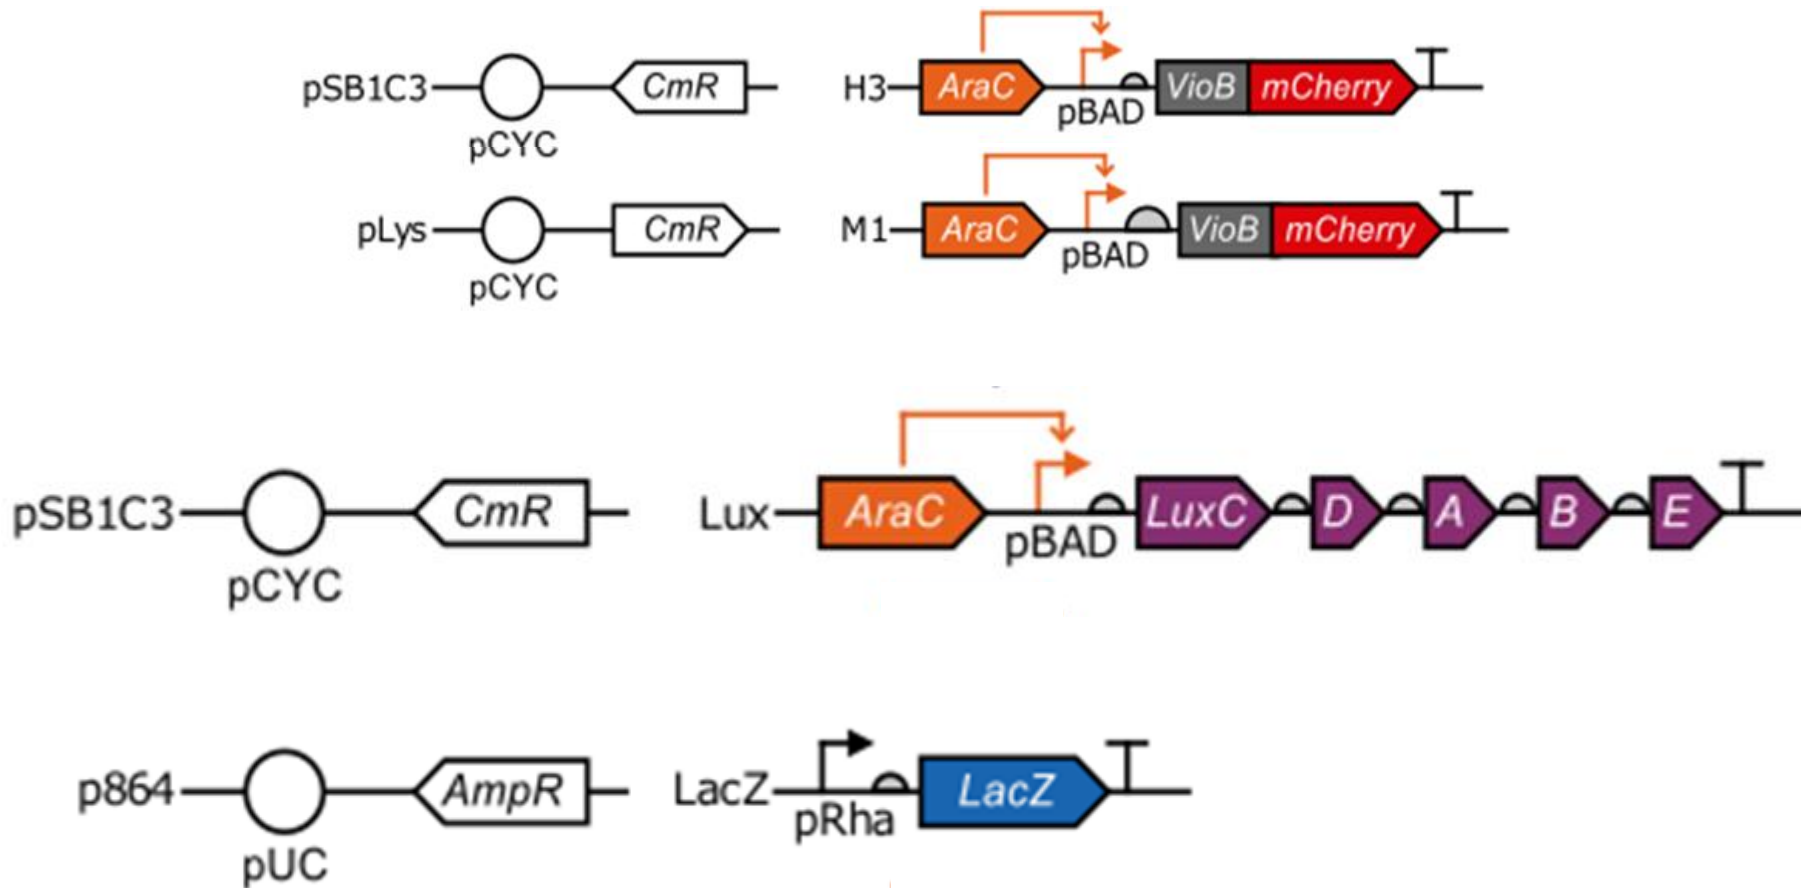 pSB1C3 CmR H3 AraC VioB mCherry
pCYC pBAD
pLys CmR M1 AraC VioB mCherry
pCYC pBAD
pSB1C3 CmR Lux AraC LuxC D A B E
pCYC pBAD
p864 AmpR LacZ LacZ
pUC pRha